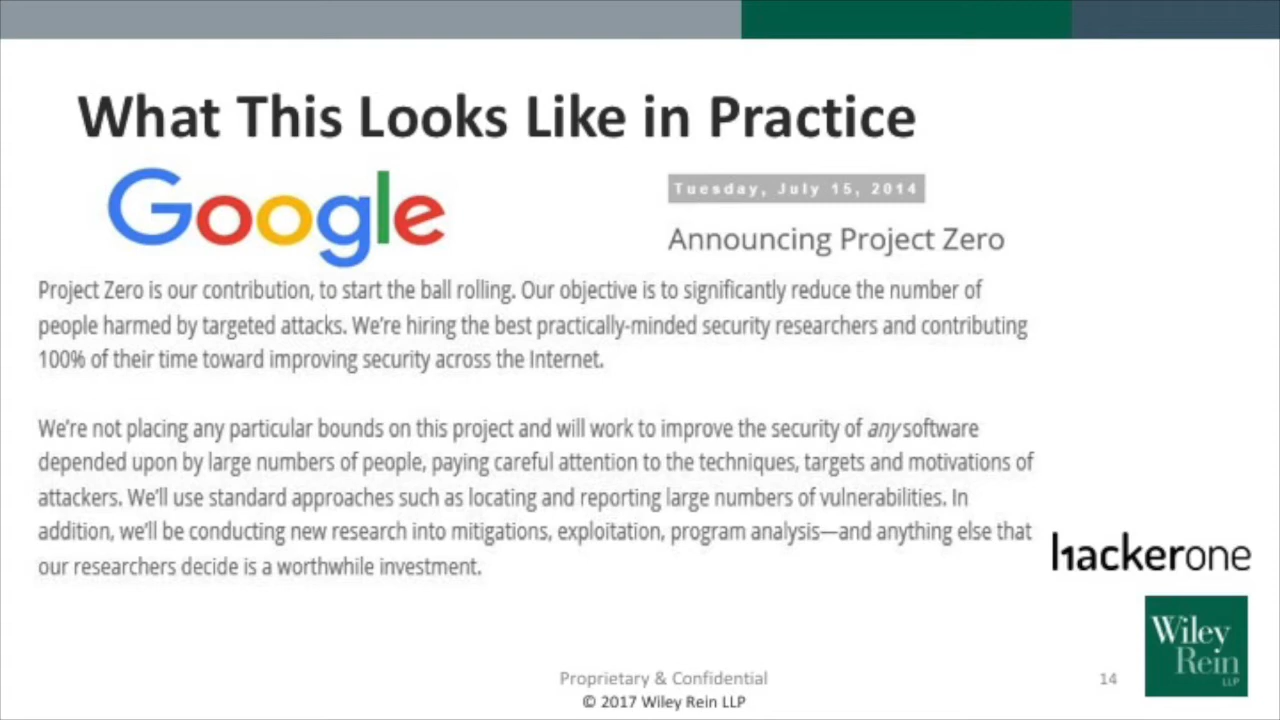 What This Looks Like in Practice
Google
Tuesday, July 15, 2014
Announcing Project Zero
Project Zero is our contribution, to start the ball rolling. Our objective is to significantly reduce the number of
people harmed by targeted attacks. We're hiring the best practically-minded security researchers and contributing
100% of their time toward improving security across the Internet.
We're not placing any particular bounds on this project and will work to improve the security of any software
depended upon by large numbers of people, paying careful attention to the techniques, targets and motivations of
attackers. We'll use standard approaches such as locating and reporting large numbers of vulnerabilities. In
addition, we'll be conducting new research into mitigations, exploitation, program analysis—and anything else that
our researchers decide is a worthwhile investment.
hackerone
Wiley
Rein
LLP
Proprietary & Confidential
14
© 2017 Wiley Rein LLP